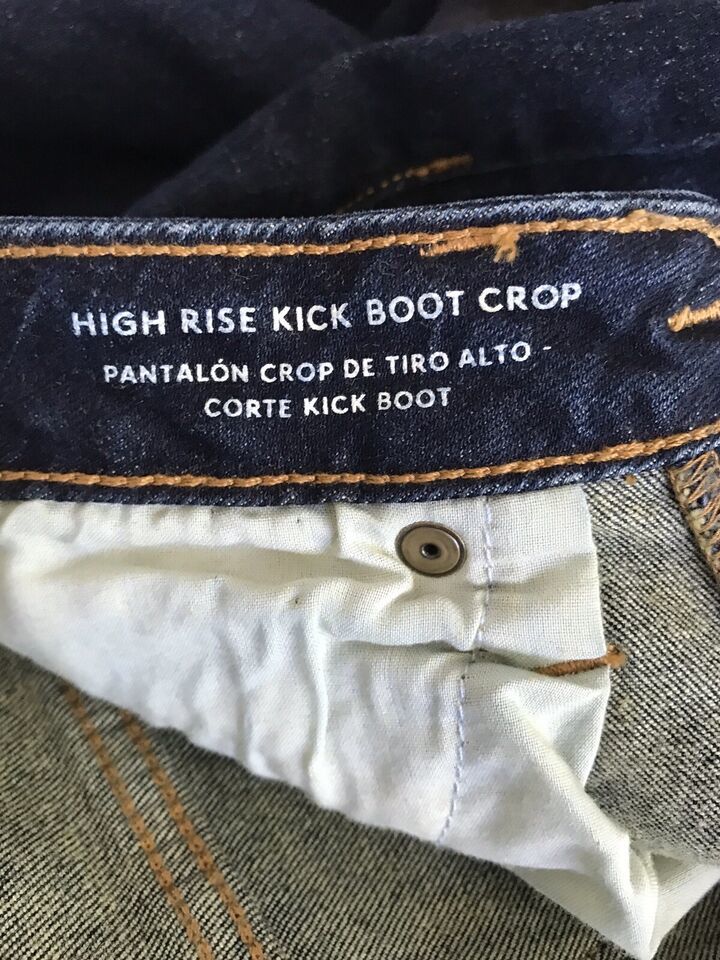 HIGH RISE KICK BOOT CROP
PANTALÓN CROP DE TIRO ALTO -
CORTE KICK BOOT